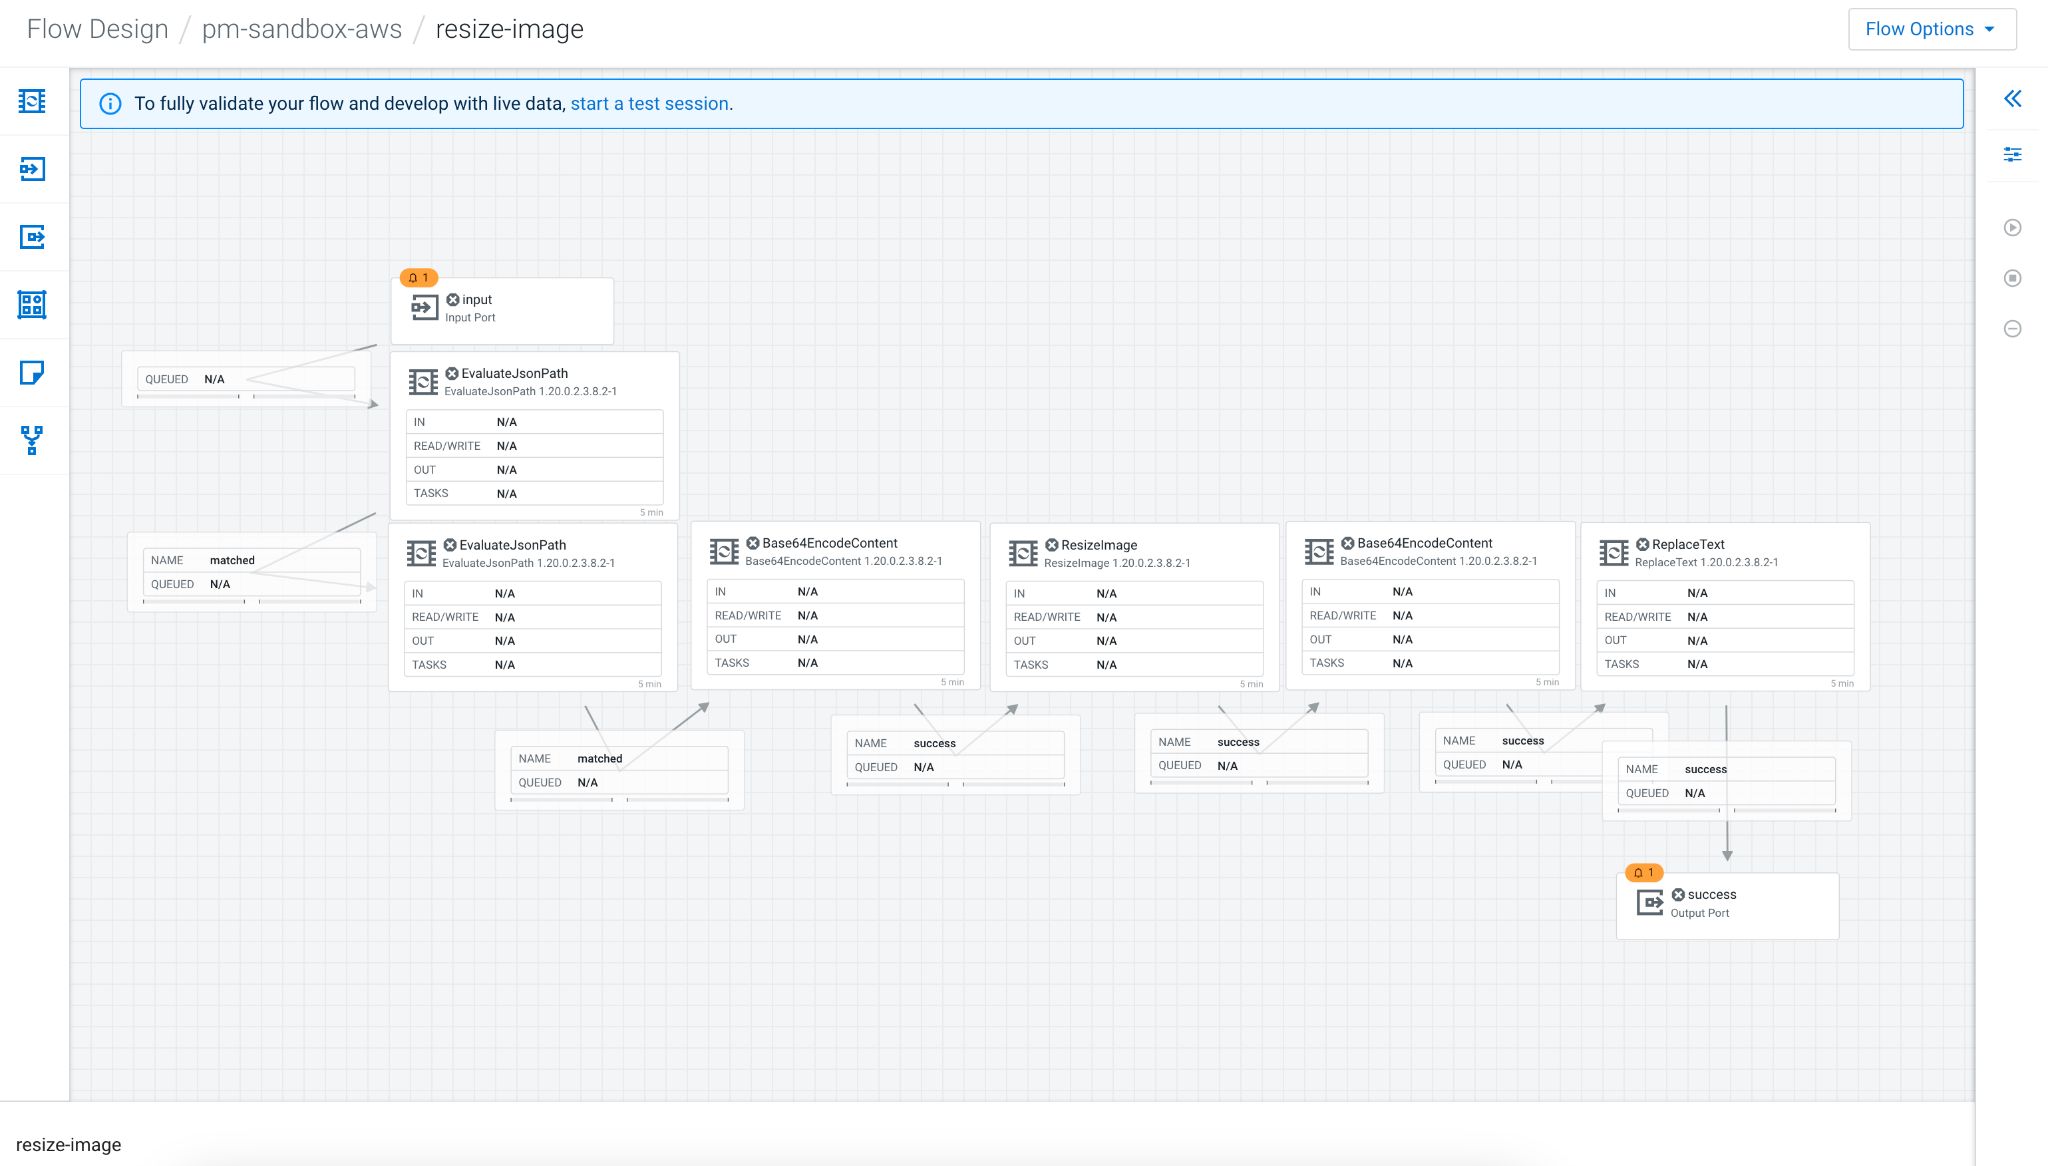 Flow Design / pm-sandbox-aws / resize-image
Flow Options
To fully validate your flow and develop with live data, start a test session.
1
input
Input Port
QUEUED N/A
EvaluateJsonPath
EvaluateJsonPath 1.20.0.2.3.8.2-1
IN N/A
READ/WRITE N/A
OUT N/A
TASKS N/A
5 min
NAME matched
QUEUED N/A
EvaluateJsonPath
EvaluateJsonPath 1.20.0.2.3.8.2-1
IN N/A
READ/WRITE N/A
OUT N/A
TASKS N/A
5 min
Base64EncodeContent
Base64EncodeContent 1.20.0.2.3.8.2-1
IN N/A
READ/WRITE N/A
OUT N/A
TASKS N/A
5 min
ResizeImage
ResizeImage 1.20.0.2.3.8.2-1
IN N/A
READ/WRITE N/A
OUT N/A
TASKS N/A
5 min
Base64EncodeContent
Base64EncodeContent 1.20.0.2.3.8.2-1
IN N/A
READ/WRITE N/A
OUT N/A
TASKS N/A
5 min
ReplaceText
ReplaceText 1.20.0.2.3.8.2-1
IN N/A
READ/WRITE N/A
OUT N/A
TASKS N/A
5 min
NAME matched
QUEUED N/A
NAME success
QUEUED N/A
NAME success
QUEUED N/A
NAME success
QUEUED N/A
NAME success
QUEUED N/A
1
success
Output Port
resize-image